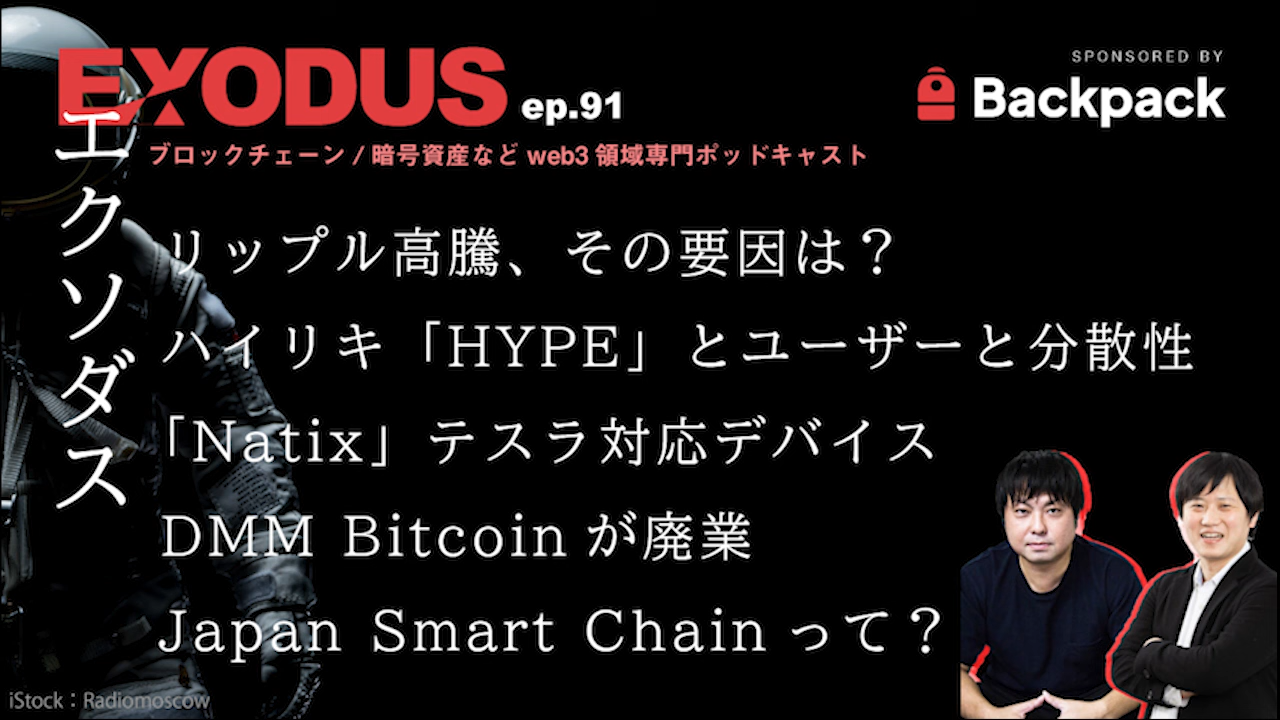 EXODUS ep.91
SPONSORED BY
Backpack
エクソダス
ブロックチェーン / 暗号資産など web3 領域専門ポッドキャスト
リップル高騰、その要因は？
ハイリキ「HYPE」とユーザーと分散性
「Natix」テスラ対応デバイス
DMM Bitcoin が廃業
Japan Smart Chain って？
iStock：Radiomoscow